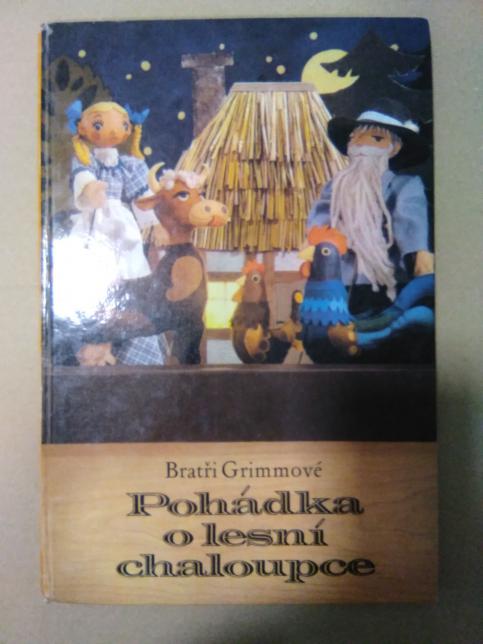 Bratři Grimmové
Pohádka
o lesní
chaloupce